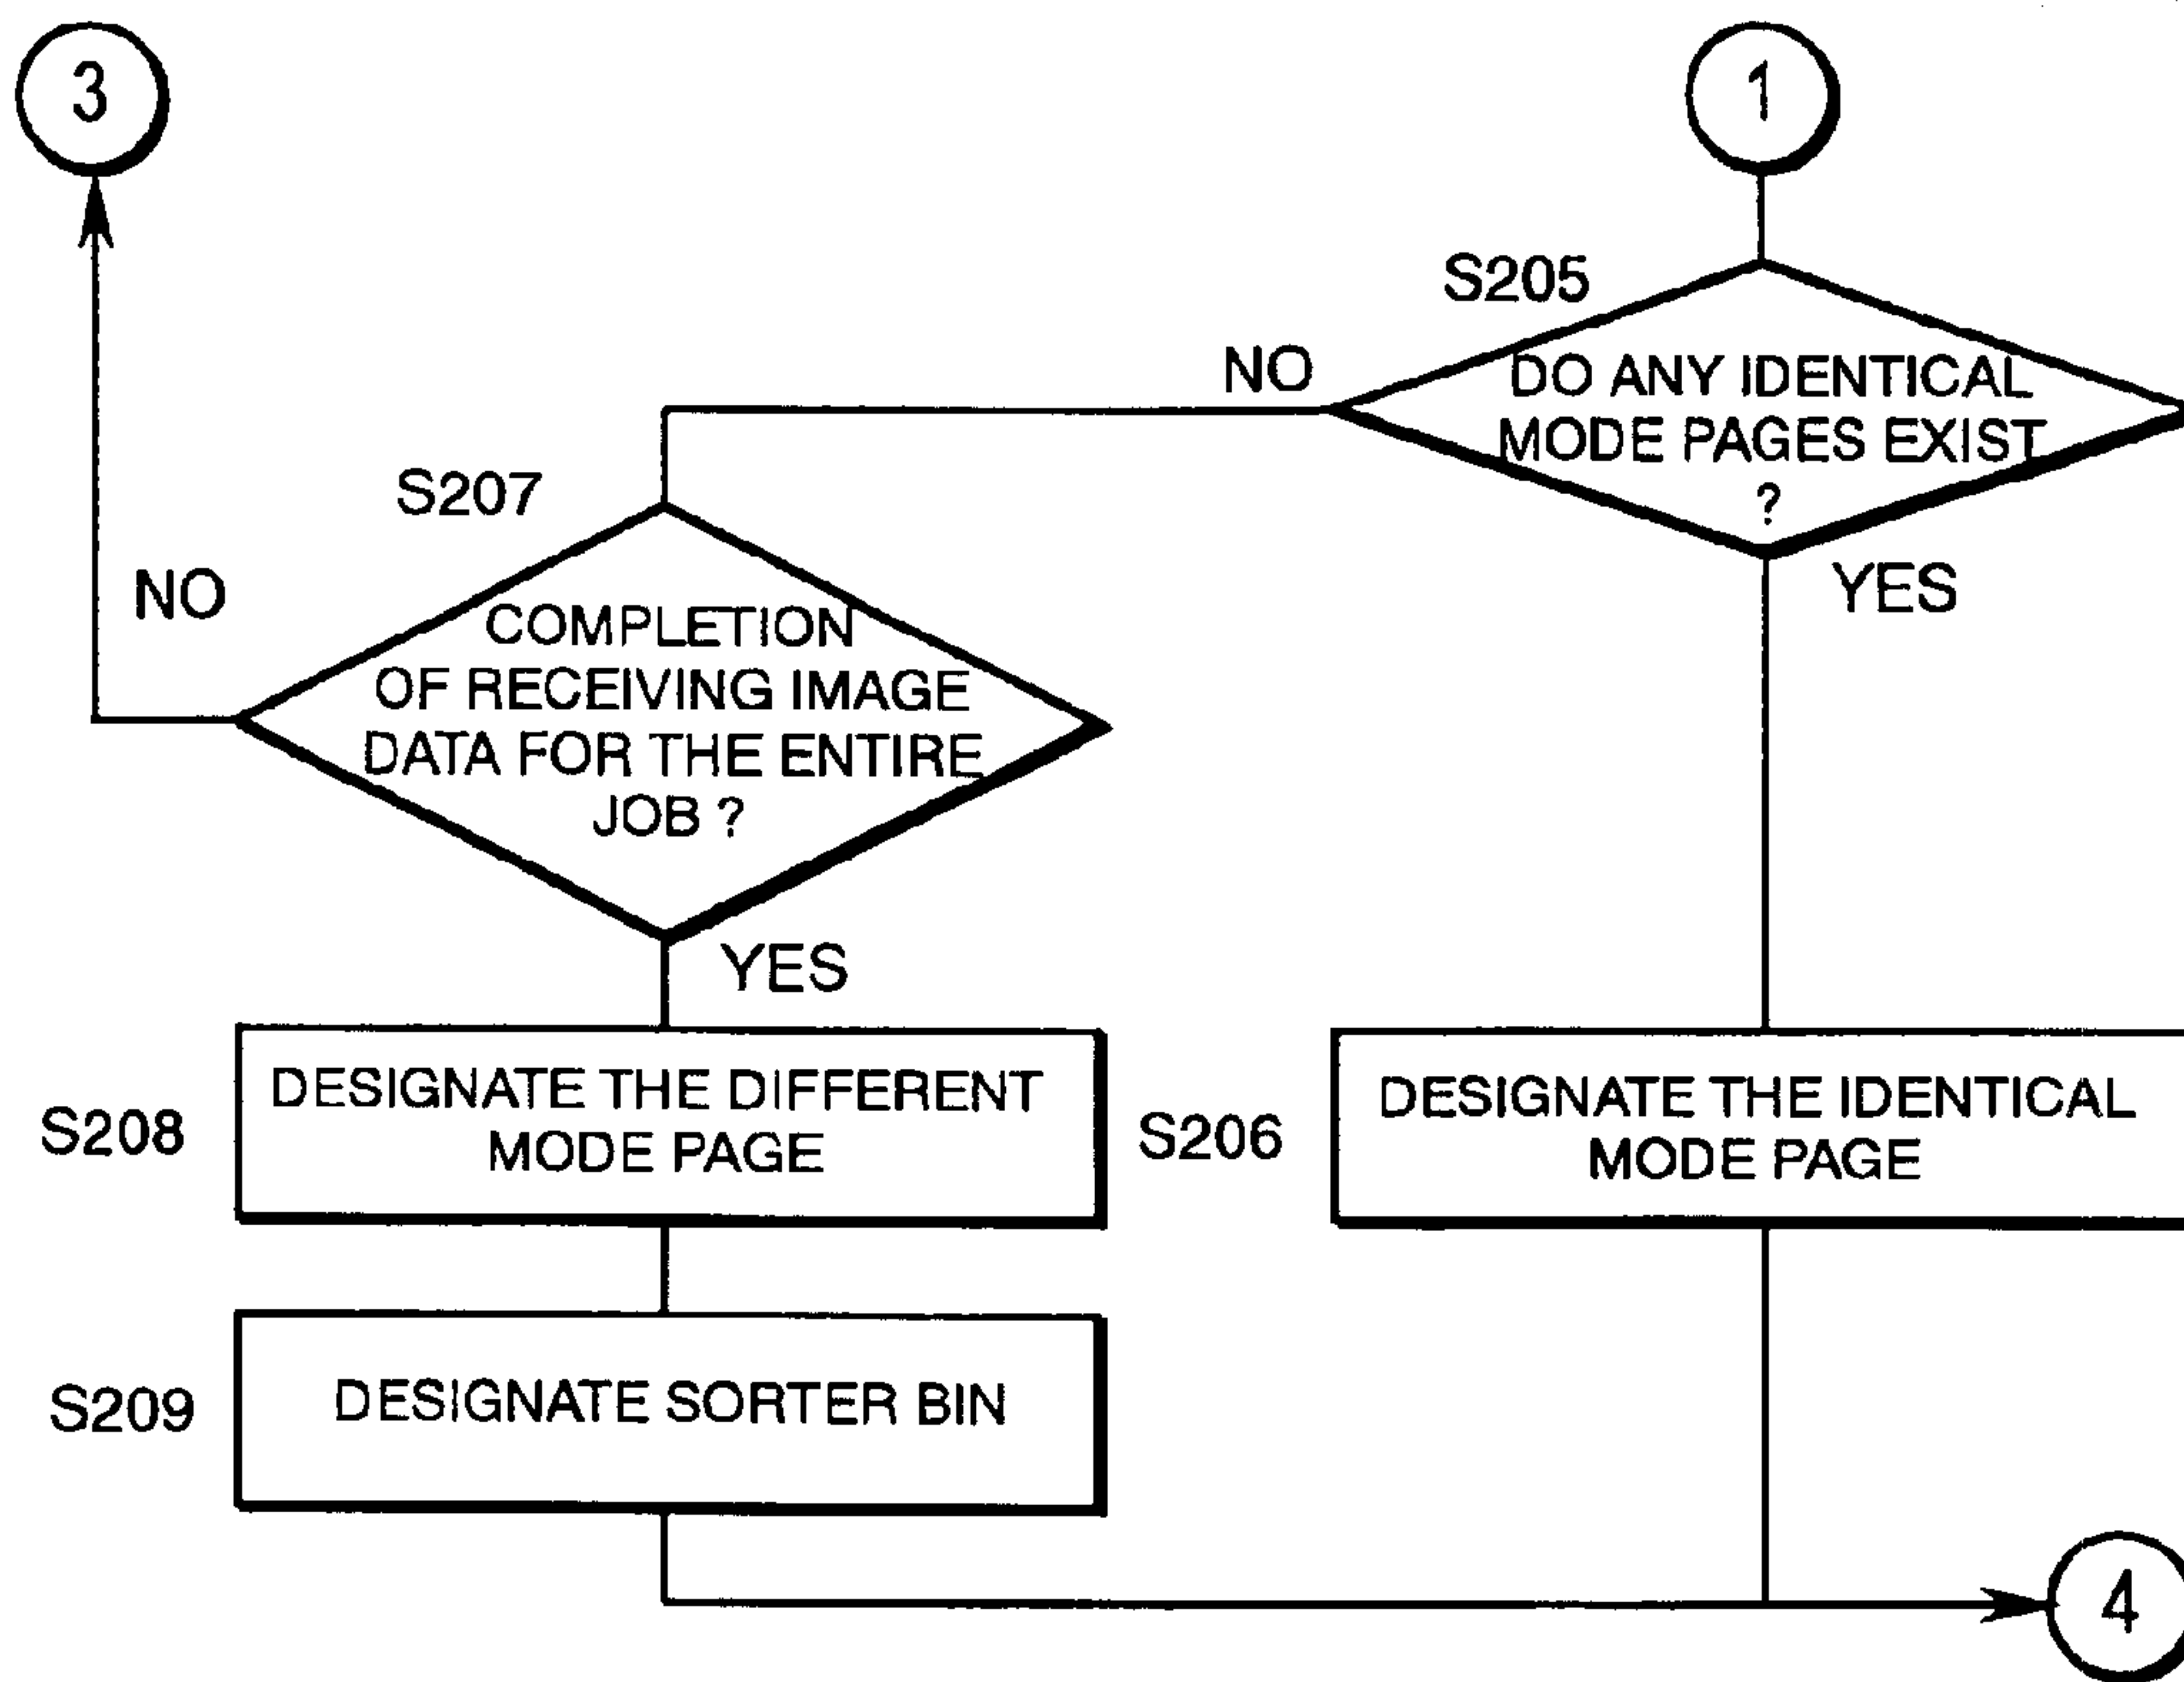 3
1
S205
NO
DO ANY IDENTICAL
MODE PAGES EXIST
?
YES
S207
NO
COMPLETION
OF RECEIVING IMAGE
DATA FOR THE ENTIRE
JOB ?
YES
S208
DESIGNATE THE DIFFERENT
MODE PAGE
S206
DESIGNATE THE IDENTICAL
MODE PAGE
S209
DESIGNATE SORTER BIN
4